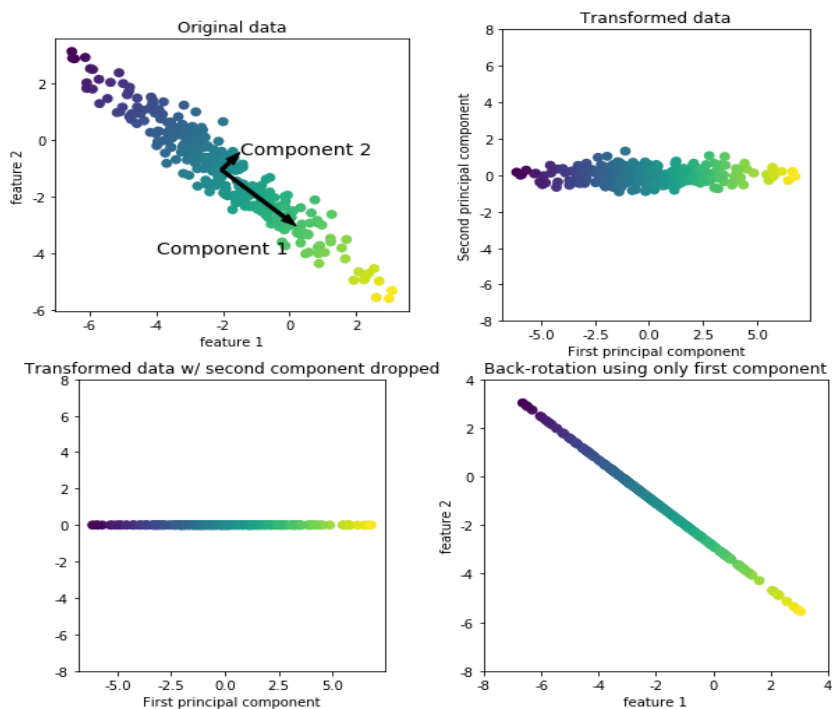 Original data
feature 2
2
0
-2
-4
-6
Component 2
Component 1
-6 -4 -2 0 2
feature 1
Transformed data
Second principal component
8
6
4
2
0
-2
-4
-6
-8
-5.0 -2.5 0.0 2.5 5.0
First principal component
Transformed data w/ second component dropped
8
6
4
2
0
-2
-4
-6
-8
-5.0 -2.5 0.0 2.5 5.0
First principal component
Back-rotation using only first component
feature 2
4
2
0
-2
-4
-6
-8
-8 -6 -4 -2 0 2 4
feature 1